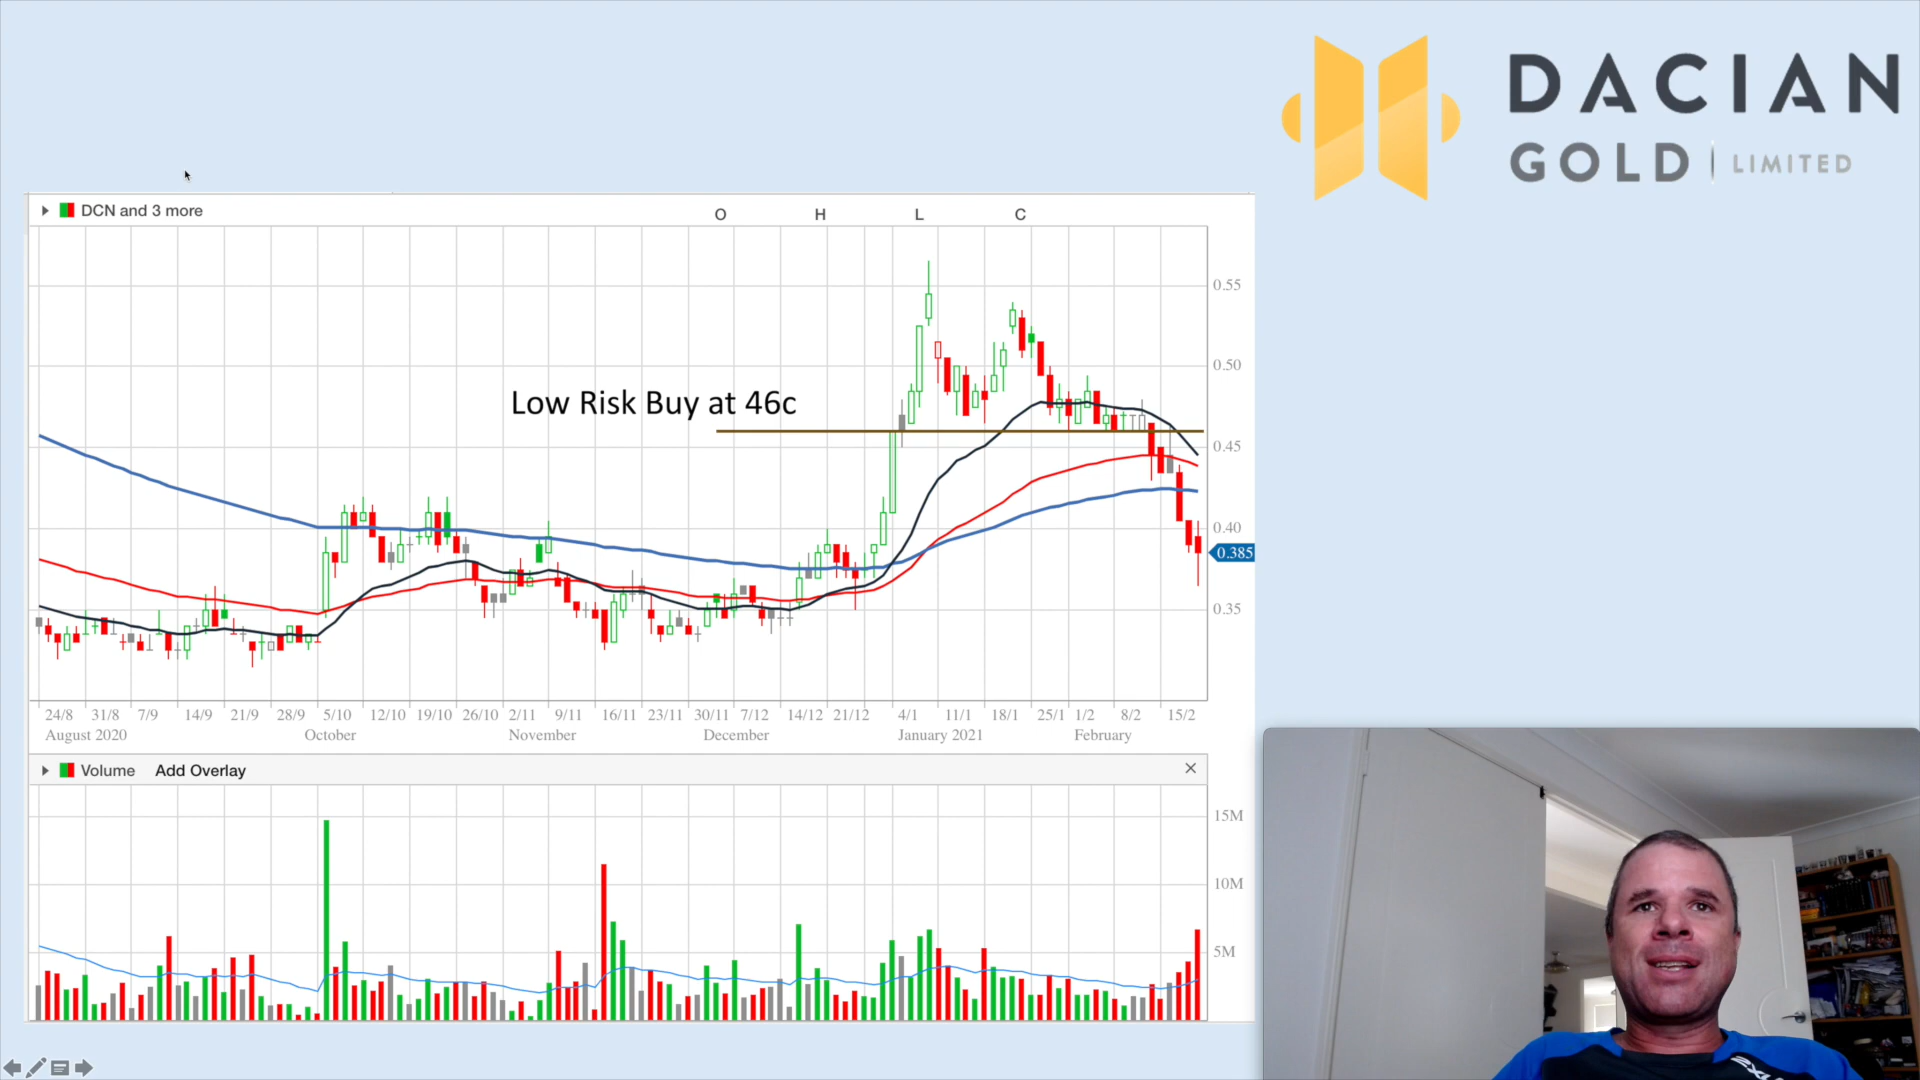 DACIAN
GOLD | LIMITED
DCN and 3 more
O H L C
0.55
0.50
Low Risk Buy at 46c
0.45
0.40
0.385
0.35
24/8 31/8 7/9 14/9 21/9 28/9 5/10 12/10 19/10 26/10 2/11 9/11 16/11 23/11 30/11 7/12 14/12 21/12 4/1 11/1 18/1 25/1 1/2 8/2 15/2
August 2020 October November December January 2021 February
Volume Add Overlay
15M
10M
5M
2XU